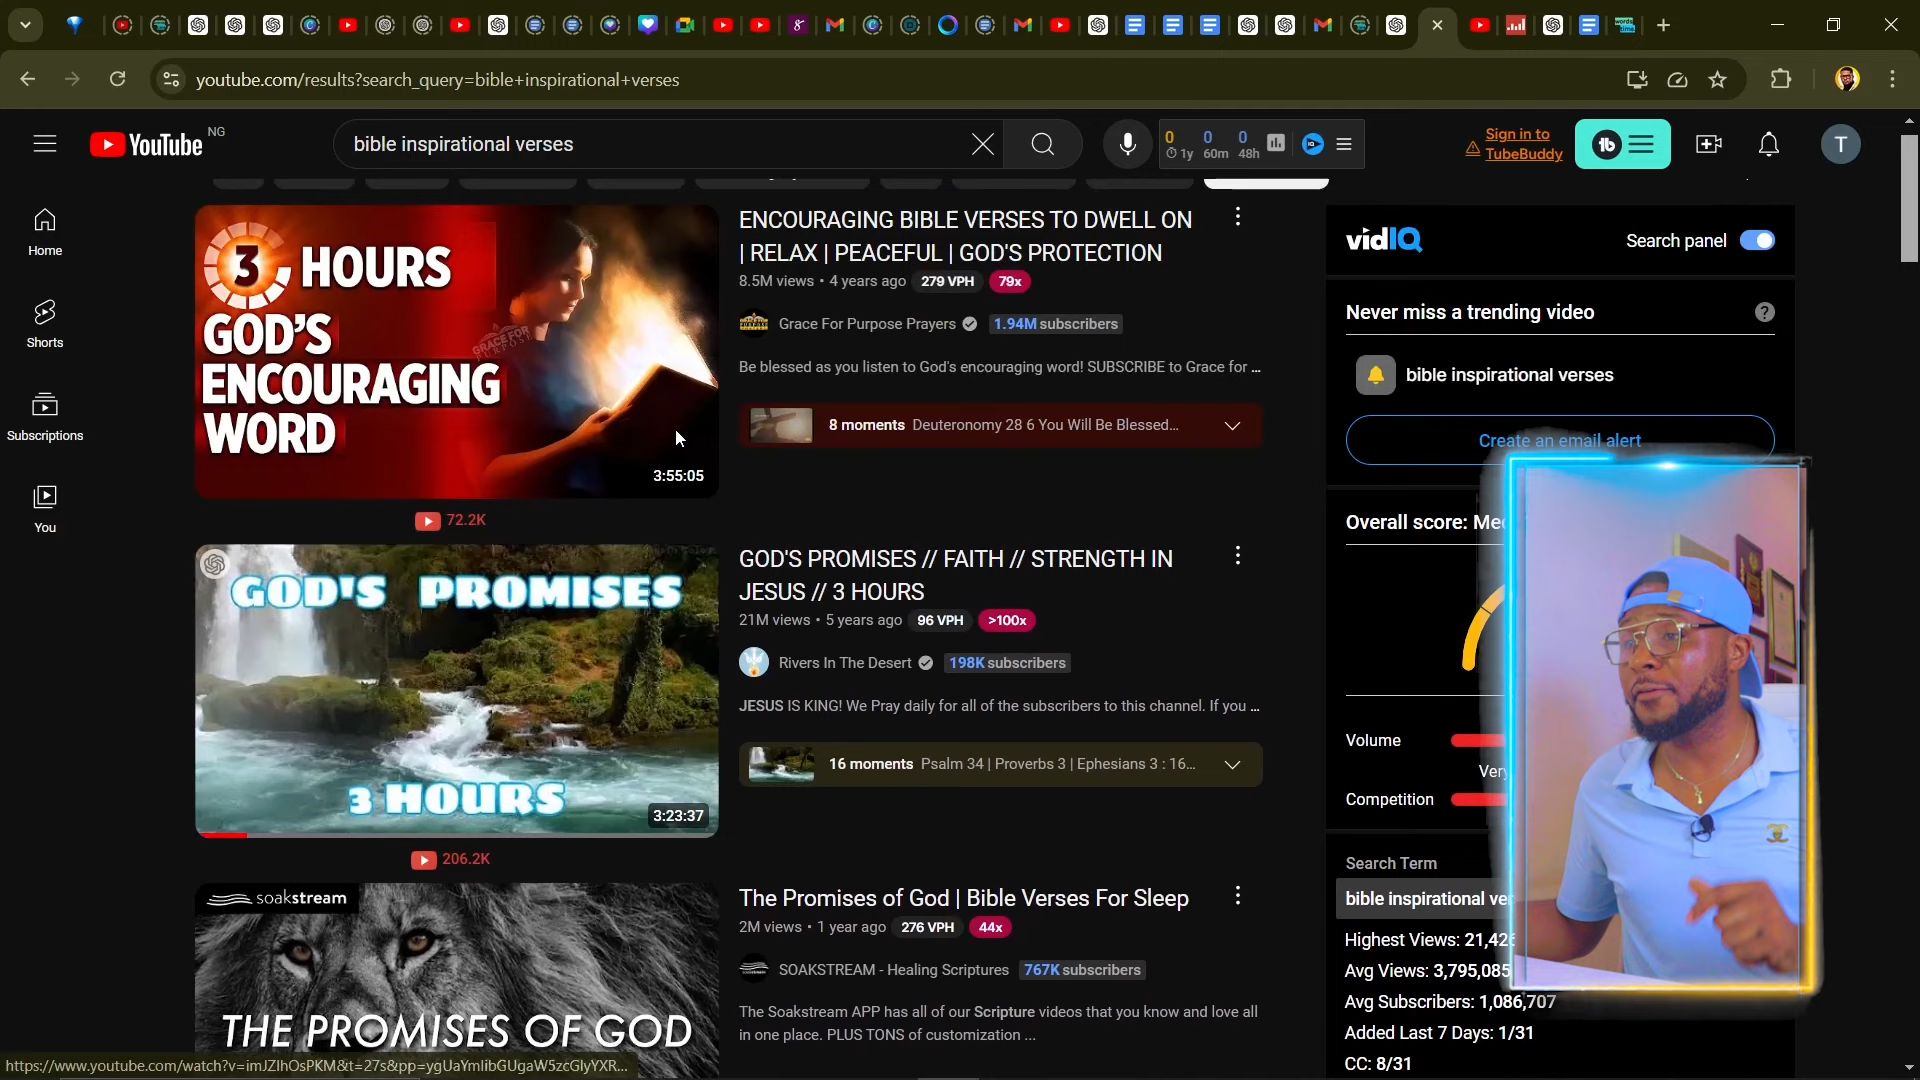 youtube.com/results?search_query=bible+inspirational+verses
YouTube NG
bible inspirational verses
0 0 0
1y 60m 48h
Sign in to
TubeBuddy
T
Home
Shorts
Subscriptions
You
3 HOURS
GOD'S
ENCOURAGING
WORD
GRACE FOR
PURPOSE
3:55:05
72.2K
ENCOURAGING BIBLE VERSES TO DWELL ON
| RELAX | PEACEFUL | GOD'S PROTECTION
8.5M views • 4 years ago 279 VPH 79x
Grace For Purpose Prayers 1.94M subscribers
Be blessed as you listen to God's encouraging word! SUBSCRIBE to Grace for ...
8 moments Deuteronomy 28 6 You Will Be Blessed...
GOD'S PROMISES
3 HOURS
3:23:37
206.2K
GOD'S PROMISES // FAITH // STRENGTH IN
JESUS // 3 HOURS
21M views • 5 years ago 96 VPH >100x
Rivers In The Desert 198K subscribers
JESUS IS KING! We Pray daily for all of the subscribers to this channel. If you ...
16 moments Psalm 34 | Proverbs 3 | Ephesians 3 : 16...
soakstream
THE PROMISES OF GOD
The Promises of God | Bible Verses For Sleep
2M views • 1 year ago 276 VPH 44x
SOAKSTREAM - Healing Scriptures 767K subscribers
The Soakstream APP has all of our Scripture videos that you know and love all
in one place. PLUS TONS of customization ...
vidIQ
Search panel
Never miss a trending video ?
bible inspirational verses
Create an email alert
Overall score:
Volume
Competition
Search Term
bible inspirational
Highest Views:
Avg Views: 3,795,085
Avg Subscribers: 1,086,707
Added Last 7 Days: 1/31
CC: 8/31
https://www.youtube.com/watch?v=imJZIhOsPKM&t=27s&pp=ygUaYmlibGUgaW5zcGlyYXR...